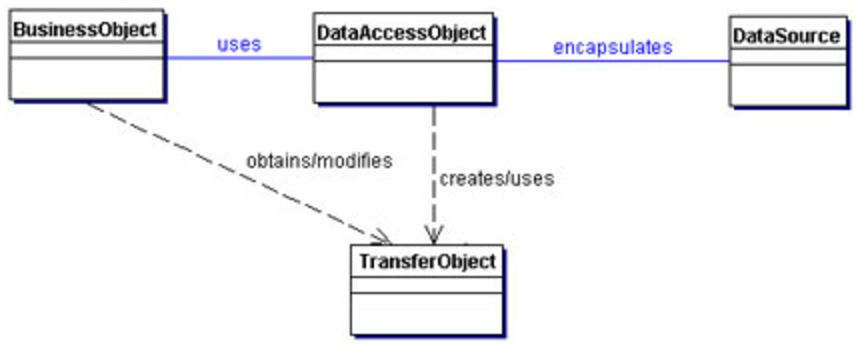 BusinessObject
uses
DataAccessObject
encapsulates
DataSource
obtains/modifies
creates/uses
TransferObject